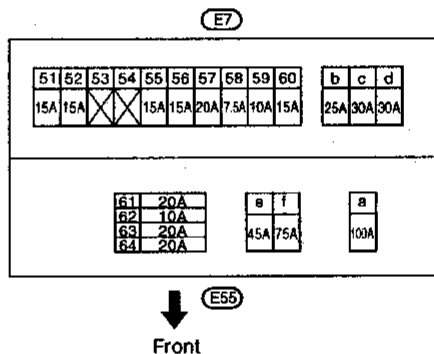 E7
51 52 53 54 55 56 57 58 59 60 b c d
15A 15A 15A 15A 20A 7.5A 10A 15A 25A 30A 30A
61 20A
62 10A
63 20A
64 20A
e f a
45A 75A 100A
E55
Front